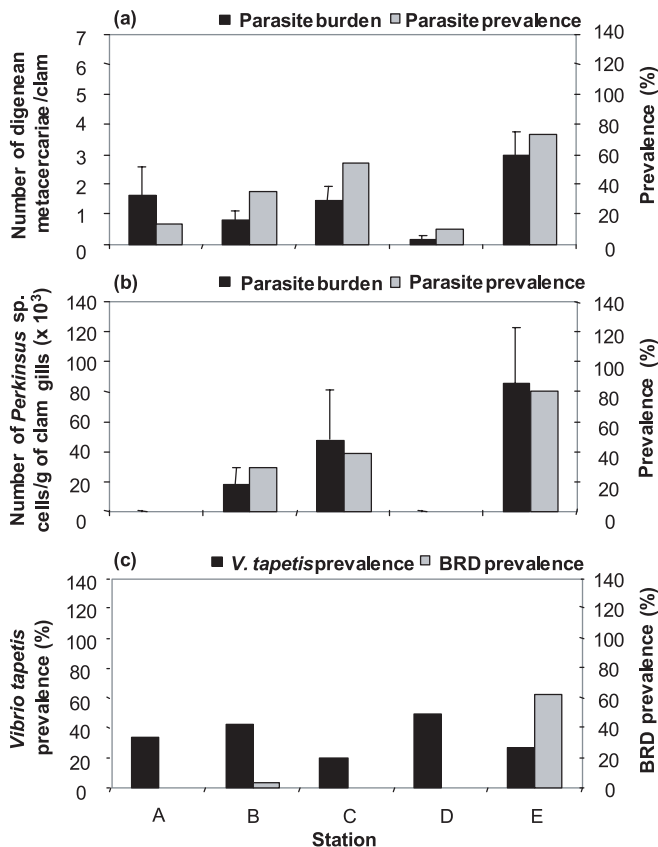 (a)
Parasite burden
Parasite prevalence
Number of digenean
metacercariae/clam
7
6
5
4
3
2
1
0
140
120
100
80
60
40
20
0
Prevalence (%)
(b)
Parasite burden
Parasite prevalence
Number of Perkinsus sp.
cells/g of clam gills (x 10³)
140
120
100
80
60
40
20
0
140
120
100
80
60
40
20
0
Prevalence (%)
(c)
V. tapetis prevalence
BRD prevalence
Vibrio tapetis
prevalence (%)
140
120
100
80
60
40
20
0
140
120
100
80
60
40
20
0
BRD prevalence (%)
A B C D E
Station